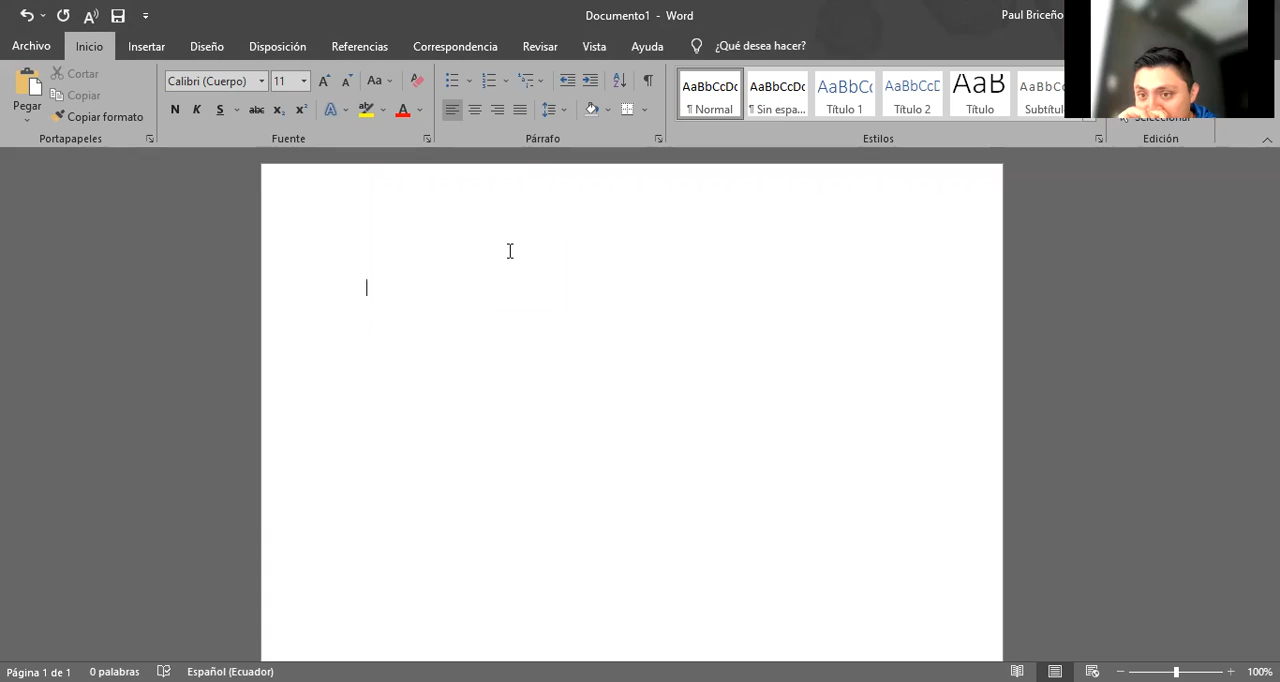 Documento1 - Word
Paul Briceño
Archivo Inicio Insertar Diseño Disposición Referencias Correspondencia Revisar Vista Ayuda ¿Qué desea hacer?
Pegar
Cortar
Copiar
Copiar formato
Portapapeles
Calibri (Cuerpo) 11 Aa
N K S abc x₂ x² A A
Fuente
Párrafo
AaBbCcDc AaBbCcDc AaBbCc AaBbCcD AaB AaBbCcD
¶ Normal ¶ Sin espa... Título 1 Título 2 Título Subtítul
Estilos
Edición
Página 1 de 1 0 palabras Español (Ecuador) 100%